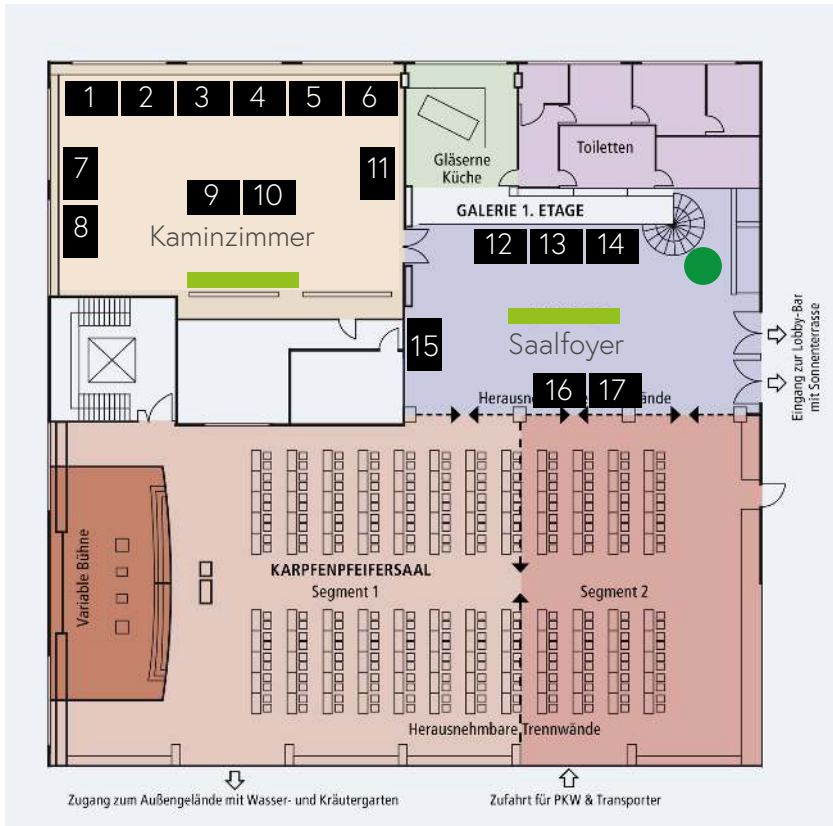 1 2 3 4 5 6
7 11
Gläserne
Küche
Toiletten
8 9 10
GALERIE 1. ETAGE
Kaminzimmer
12 13 14
15
Saalfoyer
Eingang zur Lobby-Bar
mit Sonnenterrasse
16 17
Variable Bühne
KARPFENPFEIFERSAAL
Segment 1
Segment 2
Herausnehmbare Trennwände
Zugang zum Außengelände mit Wasser- und Kräutergarten
Zufahrt für PKW & Transporter